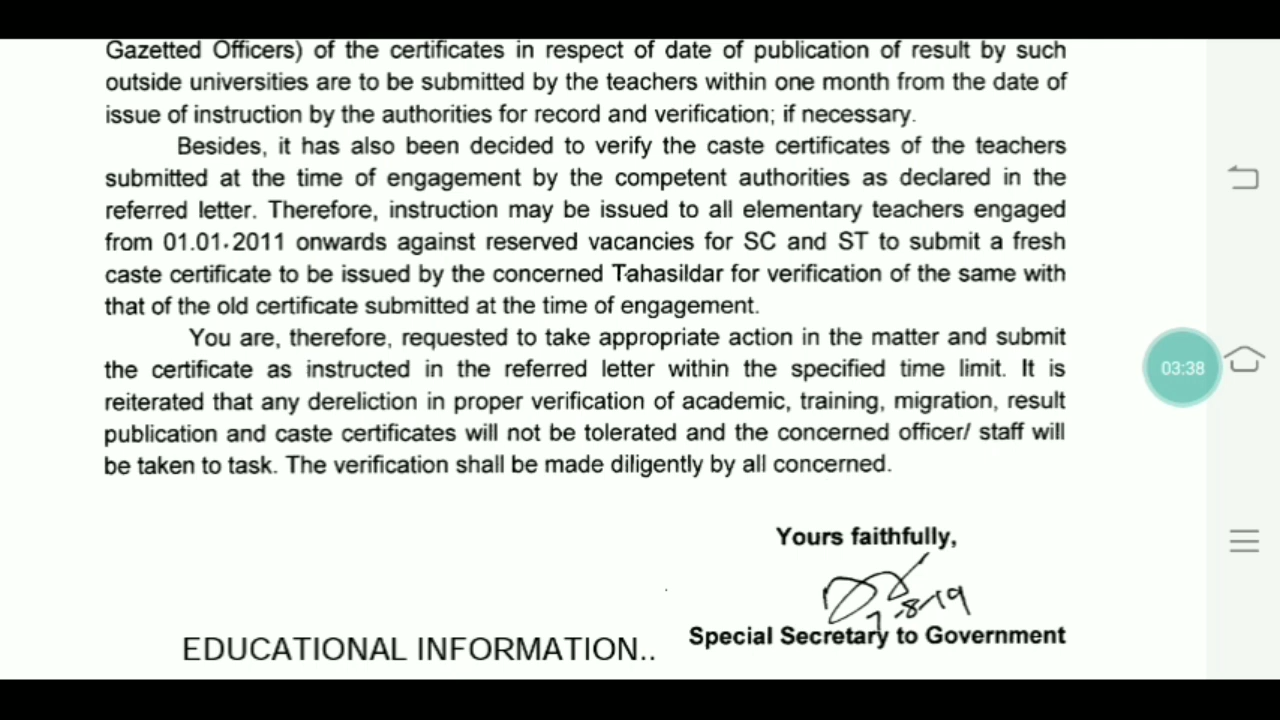 Gazetted Officers) of the certificates in respect of date of publication of result by such
outside universities are to be submitted by the teachers within one month from the date of
issue of instruction by the authorities for record and verification; if necessary.
Besides, it has also been decided to verify the caste certificates of the teachers
submitted at the time of engagement by the competent authorities as declared in the
referred letter. Therefore, instruction may be issued to all elementary teachers engaged
from 01.01.2011 onwards against reserved vacancies for SC and ST to submit a fresh
caste certificate to be issued by the concerned Tahasildar for verification of the same with
that of the old certificate submitted at the time of engagement.
You are, therefore, requested to take appropriate action in the matter and submit
the certificate as instructed in the referred letter within the specified time limit. It is
reiterated that any dereliction in proper verification of academic, training, migration, result
publication and caste certificates will not be tolerated and the concerned officer/ staff will
be taken to task. The verification shall be made diligently by all concerned.
03:38
Yours faithfully,
7-8-19
Special Secretary to Government
EDUCATIONAL INFORMATION..